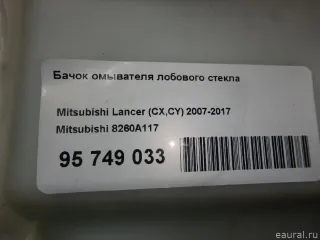 Бачок омывателя лобового стекла
Mitsubishi Lancer (CX,CY) 2007-2017
Mitsubishi 8260A117
95 749 033
eaural.ru